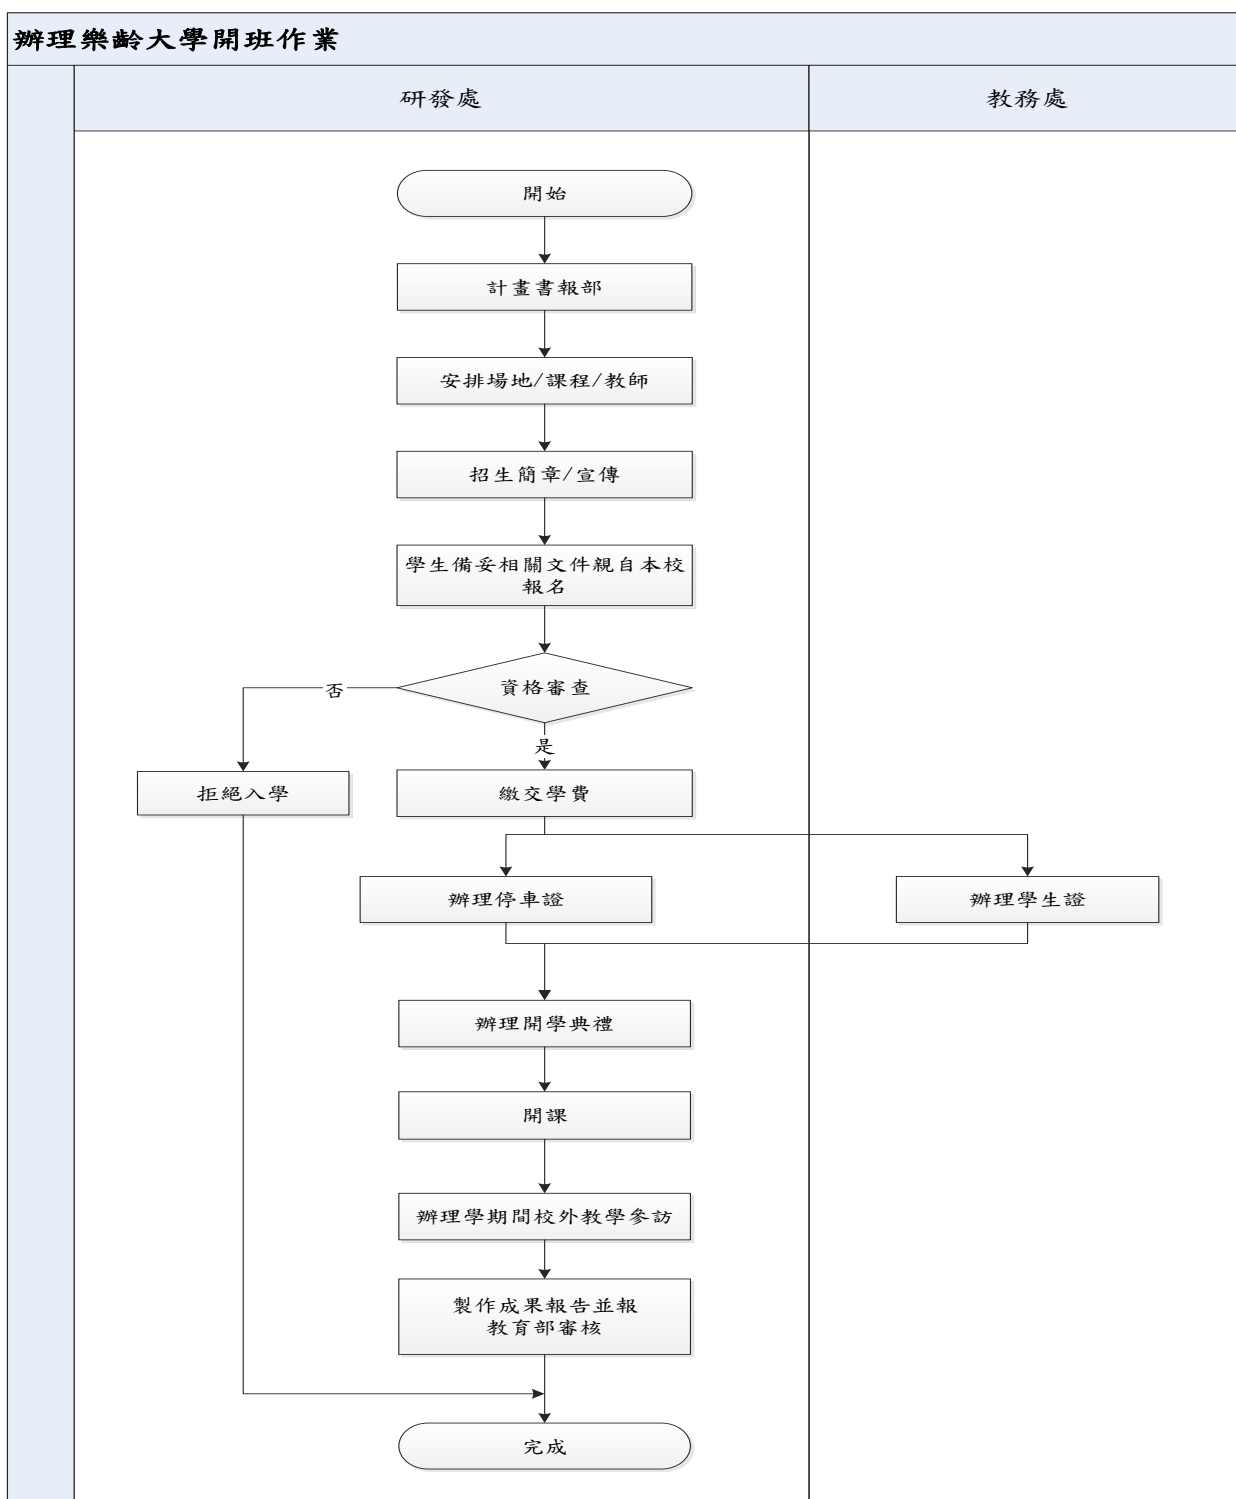 辦理樂齡大學開班作業
研發處
教務處
開始
計畫書報部
安排場地/課程/教師
招生簡章/宣傳
學生備妥相關文件親自本校
報名
資格審查
否
是
拒絕入學
繳交學費
辦理停車證
辦理學生證
辦理開學典禮
開課
辦理學期間校外教學參訪
製作成果報告並報
教育部審核
完成